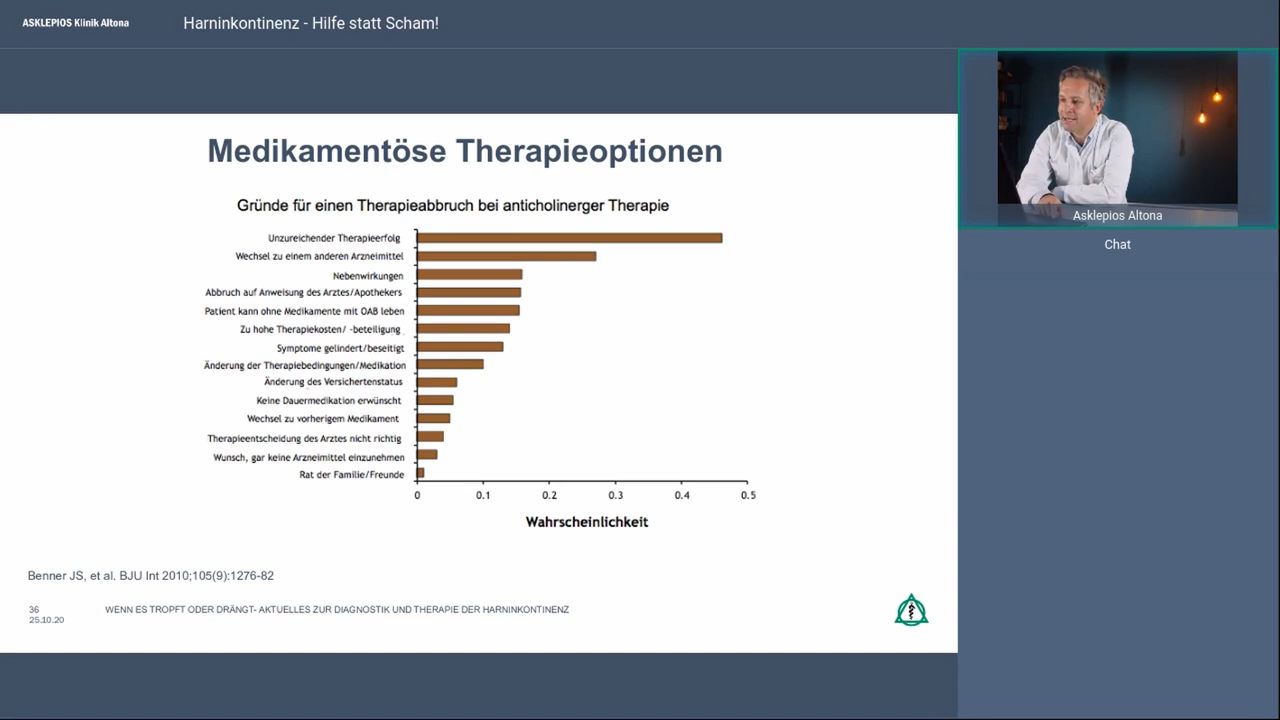 ASKLEPIOS Klinik Altona
Harninkontinenz - Hilfe statt Scham!
Medikamentöse Therapieoptionen
Gründe für einen Therapieabbruch bei anticholinerger Therapie
Unzureichender Therapieerfolg
Wechsel zu einem anderen Arzneimittel
Nebenwirkungen
Abbruch auf Anweisung des Arztes/Apothekers
Patient kann ohne Medikamente mit OAB leben
Zu hohe Therapiekosten/ -beteiligung
Symptome gelindert/beseitigt
Änderung der Therapiebedingungen/Medikation
Änderung des Versichertenstatus
Keine Dauermedikation erwünscht
Wechsel zu vorherigem Medikament
Therapieentscheidung des Arztes nicht richtig
Wunsch, gar keine Arzneimittel einzunehmen
Rat der Familie/Freunde
0 0.1 0.2 0.3 0.4 0.5
Wahrscheinlichkeit
Benner JS, et al. BJU Int 2010;105(9):1276-82
36 WENN ES TROPFT ODER DRÄNGT- AKTUELLES ZUR DIAGNOSTIK UND THERAPIE DER HARNINKONTINENZ
25.10.20
Asklepios Altona
Chat